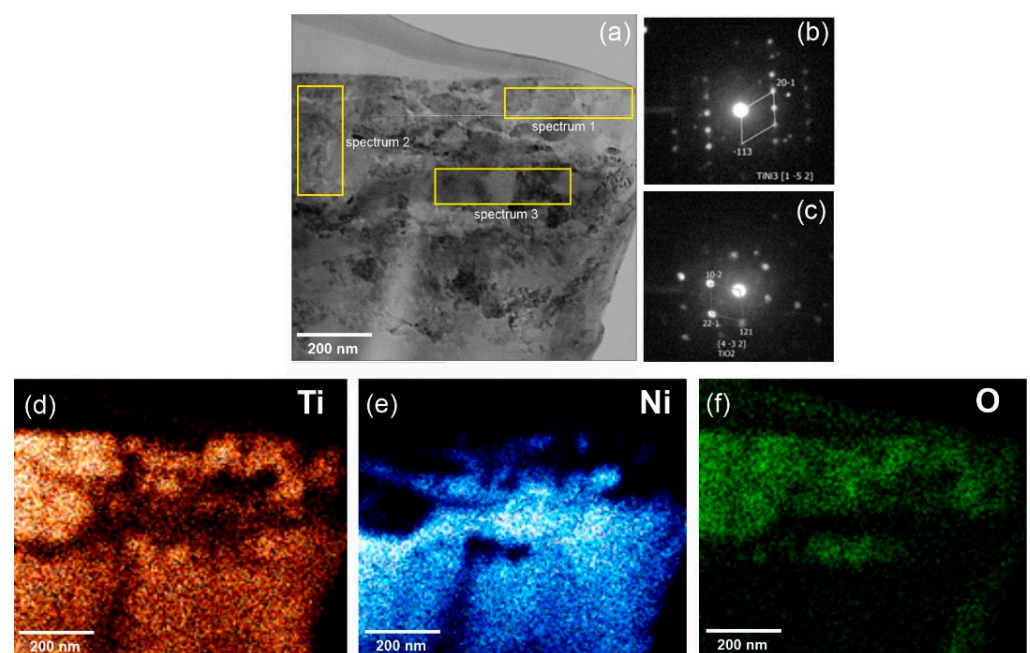 (a)
spectrum 1
spectrum 2
spectrum 3
200 nm
(b)
20-1
-113
TiNi3 [1 -5 2]
(c)
10-2
22-1
121
[4 -3 2]
TiO2
(d)
Ti
200 nm
(e)
Ni
200 nm
(f)
O
200 nm